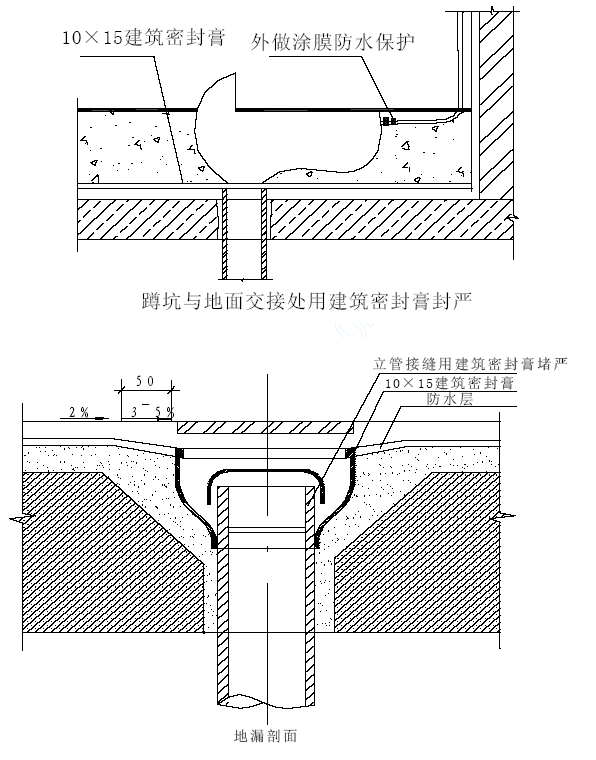 10×15建筑密封膏
外做涂膜防水保护
蹲坑与地面交接处用建筑密封膏封严
立管接缝用建筑密封膏堵严
10×15建筑密封膏
防水层
50
2%
3-5%
地漏剖面